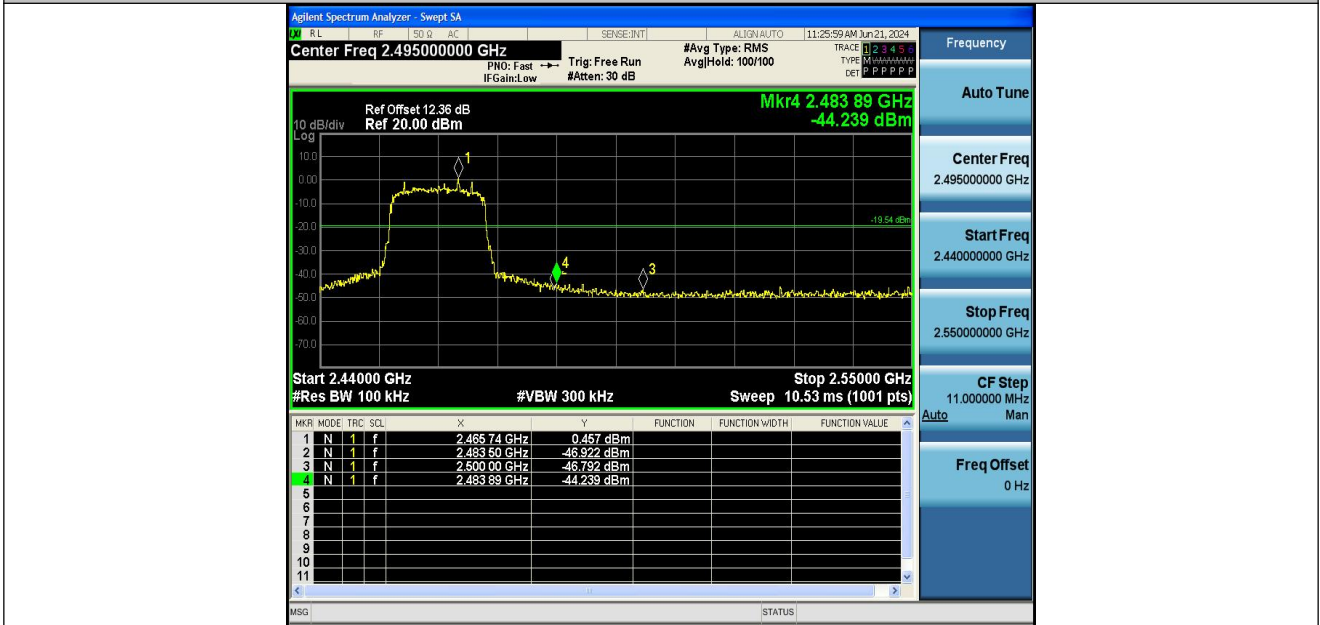 Agilent Spectrum Analyzer - Swept SA
LXI RL RF 50 Ω AC SENSE:INT ALIGN AUTO 11:25:59 AM Jun 21, 2024
Center Freq 2.495000000 GHz
PNO: Fast
IFGain:Low
Trig: Free Run
#Atten: 30 dB
#Avg Type: RMS
Avg|Hold: 100/100
TRACE 1 2 3 4 5 6
TYPE M
DET P P P P P P
Frequency
Auto Tune
Center Freq
2.495000000 GHz
Start Freq
2.440000000 GHz
Stop Freq
2.550000000 GHz
CF Step
11.000000 MHz
Auto Man
Freq Offset
0 Hz
Mkr4 2.483 89 GHz
-44.239 dBm
Ref Offset 12.36 dB
10 dB/div Ref 20.00 dBm
Log
10.0
0.00
-10.0
-20.0
-30.0
-40.0
-50.0
-60.0
-70.0
1
4
3
-19.54 dBm
Start 2.44000 GHz Stop 2.55000 GHz
#Res BW 100 kHz #VBW 300 kHz Sweep 10.53 ms (1001 pts)
MKR MODE TRC SCL X Y FUNCTION FUNCTION WIDTH FUNCTION VALUE
1 N 1 f 2.465 74 GHz 0.457 dBm
2 N 1 f 2.483 50 GHz -46.922 dBm
3 N 1 f 2.500 00 GHz -46.792 dBm
4 N 1 f 2.483 89 GHz -44.239 dBm
5
6
7
8
9
10
11
MSG STATUS